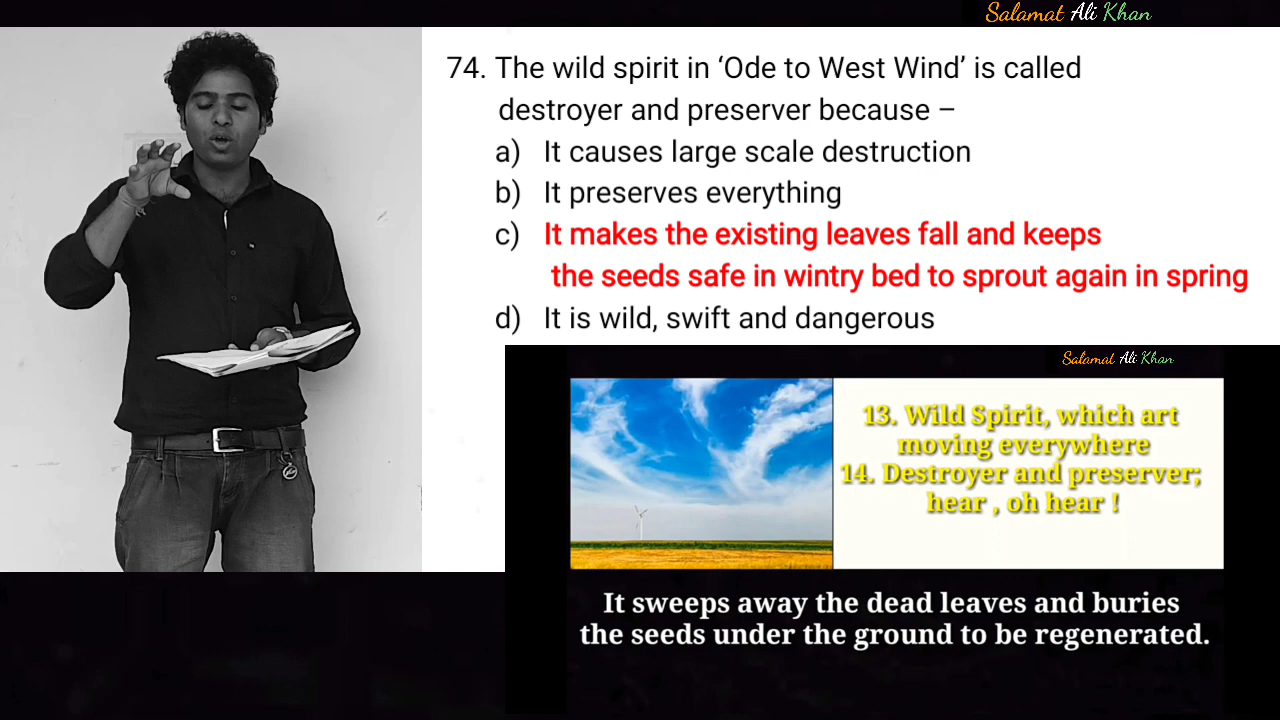 Salamat Ali Khan
74. The wild spirit in ‘Ode to West Wind’ is called
destroyer and preserver because –
a) It causes large scale destruction
b) It preserves everything
c) It makes the existing leaves fall and keeps
the seeds safe in wintry bed to sprout again in spring
d) It is wild, swift and dangerous
Salamat Ali Khan
13. Wild Spirit, which art
moving everywhere
14. Destroyer and preserver;
hear , oh hear !
It sweeps away the dead leaves and buries
the seeds under the ground to be regenerated.